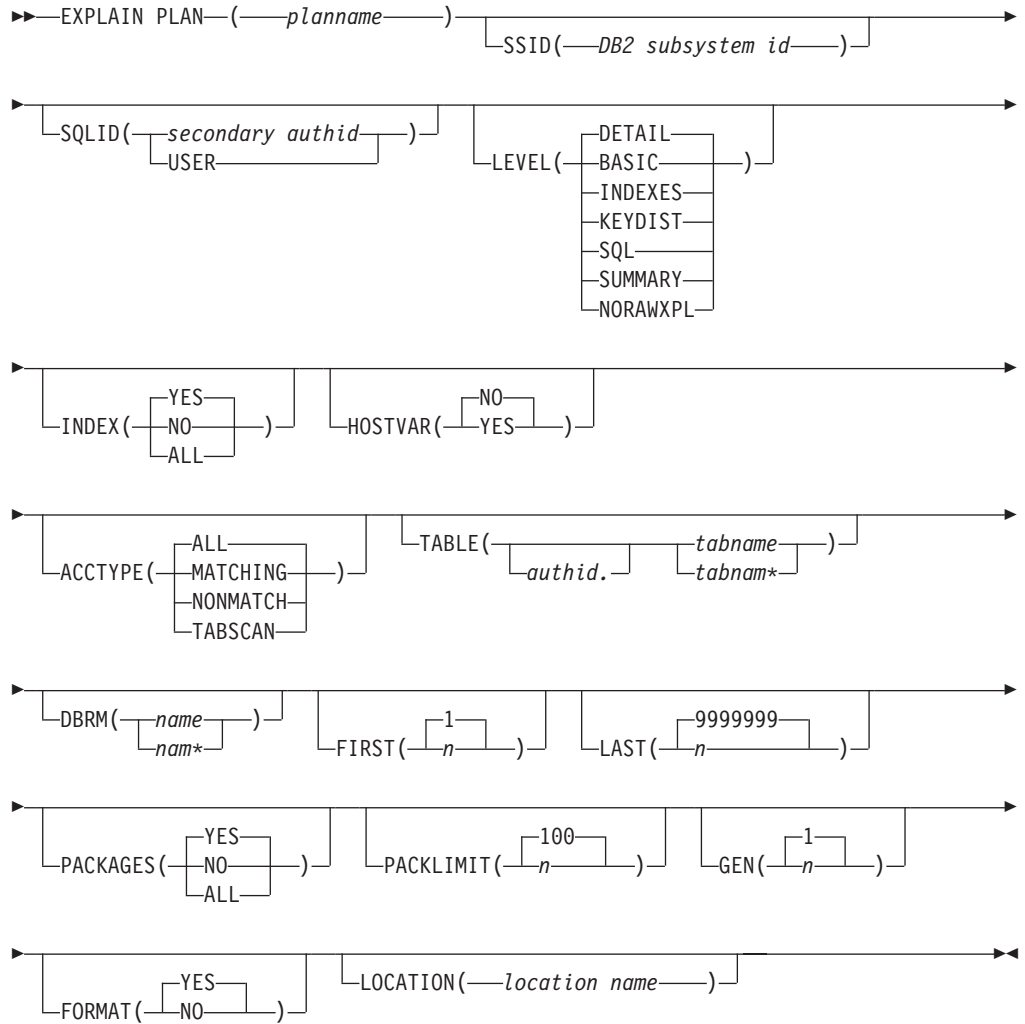 EXPLAIN PLAN ( planname )
SSID( DB2 subsystem id )
SQLID( secondary authid )
USER
LEVEL( DETAIL )
BASIC
INDEXES
KEYDIST
SQL
SUMMARY
NORAWXPL
INDEX( YES )
NO
ALL
HOSTVAR( NO )
YES
ACCTYPE( ALL )
MATCHING
NONMATCH
TABSCAN
TABLE( authid. tabname )
tabnam*
DBRM( name )
nam*
FIRST( 1 )
n
LAST( 9999999 )
n
PACKAGES( YES )
NO
ALL
PACKLIMIT( 100 )
n
GEN( 1 )
n
FORMAT( YES )
NO
LOCATION( location name )